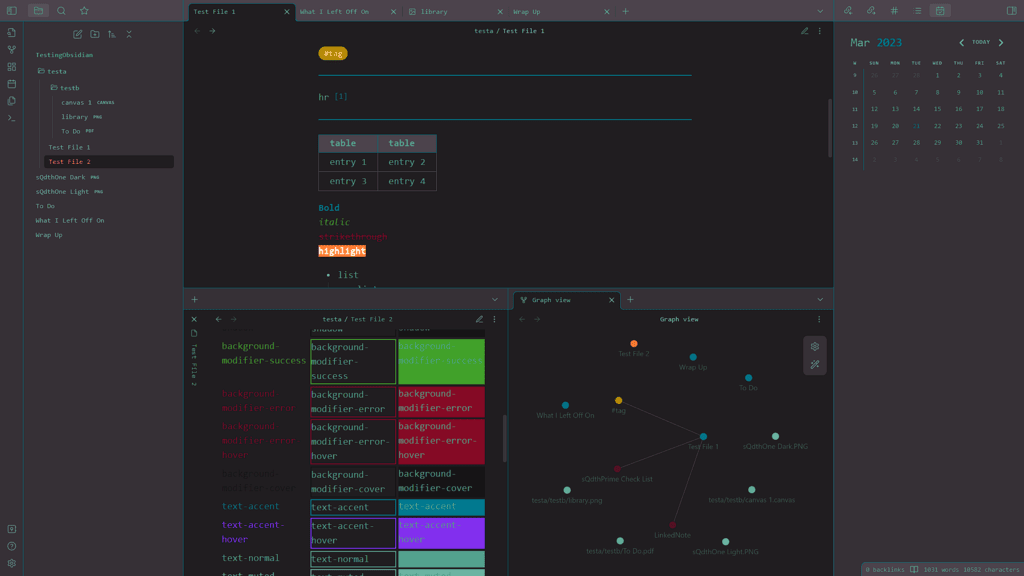 Test File 1
What I Left Off On
library
Wrap Up
testa / Test File 1
TestingObsidian
testa
testb
canvas 1 CANVAS
library PNG
To Do PDF
Test File 1
Test File 2
sQdthOne Dark PNG
sQdthOne Light PNG
To Do
What I Left Off On
Wrap Up
#tag
hr [1]
table table
entry 1 entry 2
entry 3 entry 4
Bold
italic
strikethrough
highlight
• list
Mar 2023
TODAY
W SUN MON TUE WED THU FRI SAT
9 26 27 28 1 2 3 4
10 5 6 7 8 9 10 11
11 12 13 14 15 16 17 18
12 19 20 21 22 23 24 25
13 26 27 28 29 30 31 1
14 2 3 4 5 6 7 8
testa / Test File 2
Test File 2
shadow
background-modifier-success background-modifier-success background-modifier-success
background-modifier-error background-modifier-error background-modifier-error
background-modifier-error-hover background-modifier-error-hover background-modifier-error-hover
background-modifier-cover background-modifier-cover background-modifier-cover
text-accent text-accent text-accent
text-accent-hover text-accent-hover text-accent-hover
text-normal text-normal text-normal
text-muted
Graph view
Graph view
Test File 2
Wrap Up
To Do
What I Left Off On
#tag
Test File 1
sQdthOne Dark.PNG
sQdthPrime Check List
testa/testb/library.png
testa/testb/canvas 1.canvas
LinkedNote
testa/testb/To Do.pdf
sQdthOne Light.PNG
0 backlinks 3031 words 18582 characters